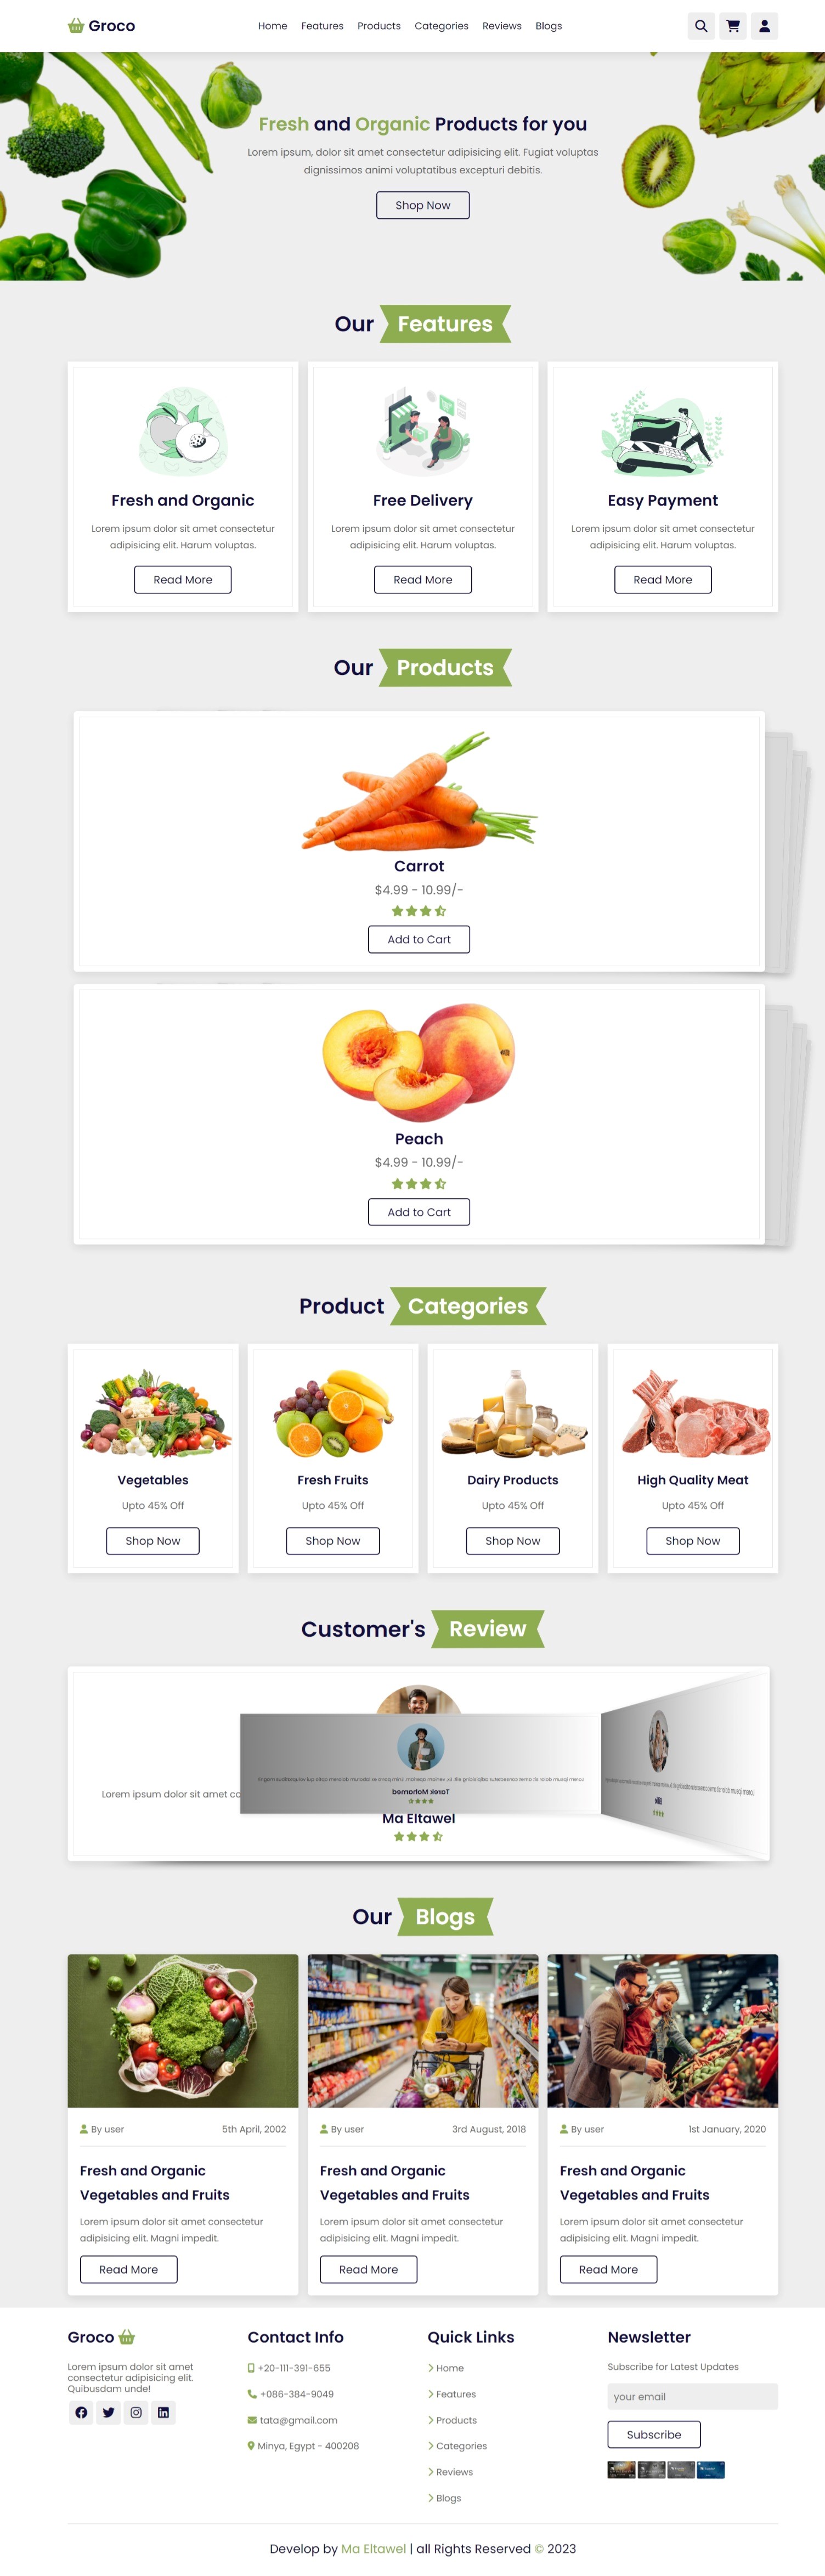 Groco
Home Features Products Categories Reviews Blogs
Fresh and Organic Products for you
Lorem ipsum, dolor sit amet consectetur adipisicing elit. Fugiat voluptas
dignissimos animi voluptatibus excepturi debitis.
Shop Now
Our Features
Fresh and Organic
Lorem ipsum dolor sit amet consectetur
adipisicing elit. Harum voluptas.
Read More
Free Delivery
Lorem ipsum dolor sit amet consectetur
adipisicing elit. Harum voluptas.
Read More
Easy Payment
Lorem ipsum dolor sit amet consectetur
adipisicing elit. Harum voluptas.
Read More
Our Products
Carrot
$4.99 - 10.99/-
Add to Cart
Peach
$4.99 - 10.99/-
Add to Cart
Product Categories
Vegetables
Upto 45% Off
Shop Now
Fresh Fruits
Upto 45% Off
Shop Now
Dairy Products
Upto 45% Off
Shop Now
High Quality Meat
Upto 45% Off
Shop Now
Customer's Review
Lorem ipsum dolor sit amet co
Tarek Mohamed
Ma Eltawel
Our Blogs
By user 5th April, 2002
Fresh and Organic
Vegetables and Fruits
Lorem ipsum dolor sit amet consectetur
adipisicing elit. Magni impedit.
Read More
By user 3rd August, 2018
Fresh and Organic
Vegetables and Fruits
Lorem ipsum dolor sit amet consectetur
adipisicing elit. Magni impedit.
Read More
By user 1st January, 2020
Fresh and Organic
Vegetables and Fruits
Lorem ipsum dolor sit amet consectetur
adipisicing elit. Magni impedit.
Read More
Groco
Lorem ipsum dolor sit amet
consectetur adipisicing elit.
Quibusdam unde!
Contact Info
+20-111-391-655
+086-384-9049
tata@gmail.com
Minya, Egypt - 400208
Quick Links
Home
Features
Products
Categories
Reviews
Blogs
Newsletter
Subscribe for Latest Updates
your email
Subscribe
Develop by Ma Eltawel | all Rights Reserved © 2023